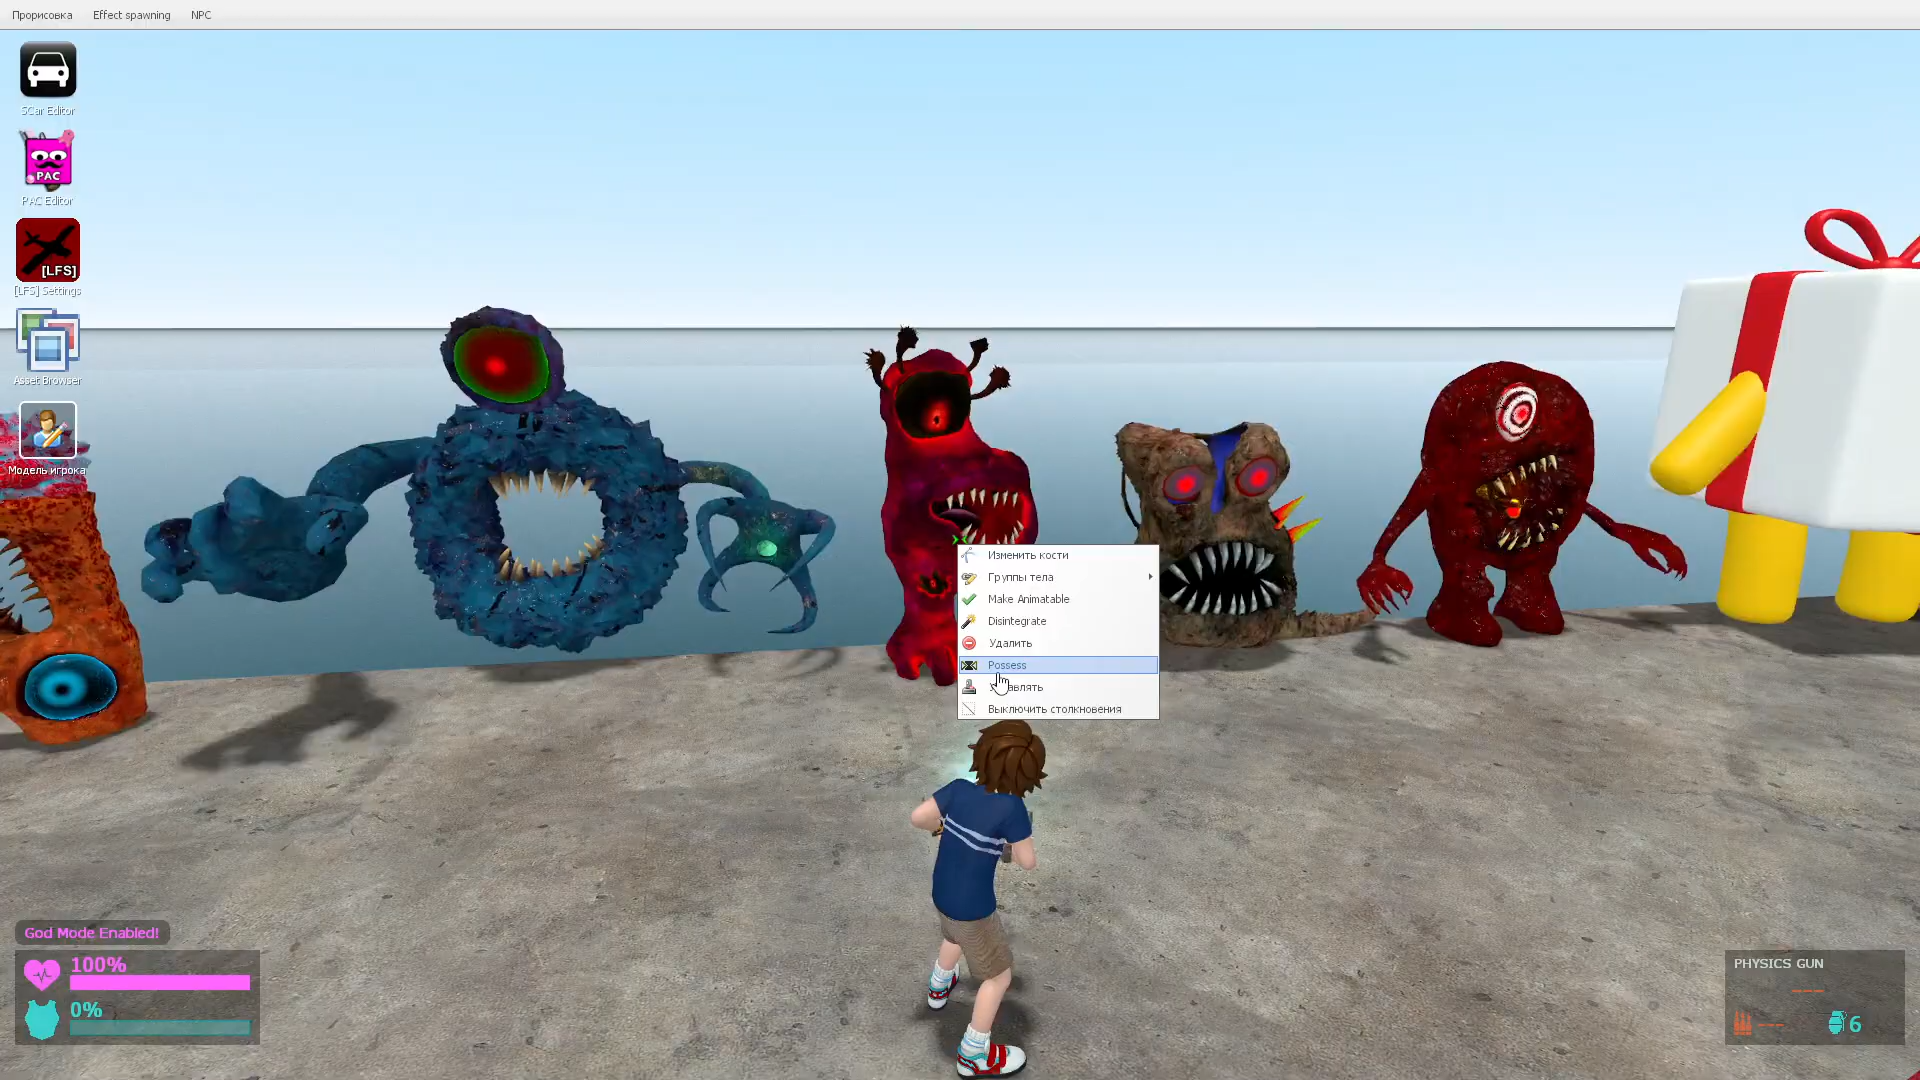 Прорисовка Effect spawning NPC
SCar Editor
PAC
PAC Editor
[LFS]
[LFS] Settings
Asset Browser
Модель игрока
Изменить кости
Группы тела
Make Animatable
Disintegrate
Удалить
Possess
Выключить столкновения
God Mode Enabled!
100%
0%
PHYSICS GUN
6